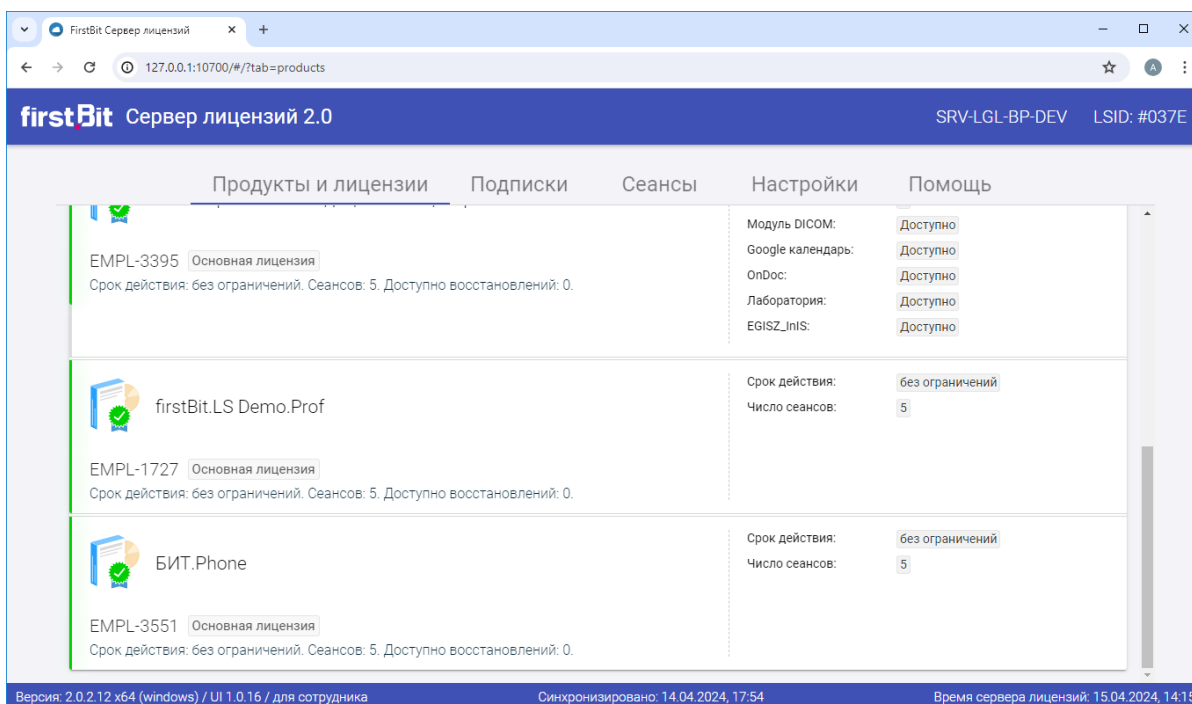 FirstBit Сервер лицензий
127.0.0.1:10700/#/?tab=products
A
firstBit Сервер лицензий 2.0 SRV-LGL-BP-DEV LSID: #037E
Продукты и лицензии Подписки Сеансы Настройки Помощь
Модуль DICOM: Доступно
Google календарь: Доступно
EMPL-3395 Основная лицензия
OnDoc: Доступно
Срок действия: без ограничений. Сеансов: 5. Доступно восстановлений: 0.
Лаборатория: Доступно
EGISZ_InIS: Доступно
firstBit.LS Demo.Prof
Срок действия: без ограничений
Число сеансов: 5
EMPL-1727 Основная лицензия
Срок действия: без ограничений. Сеансов: 5. Доступно восстановлений: 0.
БИТ.Phone
Срок действия: без ограничений
Число сеансов: 5
EMPL-3551 Основная лицензия
Срок действия: без ограничений. Сеансов: 5. Доступно восстановлений: 0.
Версия: 2.0.2.12 x64 (windows) / UI 1.0.16 / для сотрудника Синхронизировано: 14.04.2024, 17:54 Время сервера лицензий: 15.04.2024, 14:15